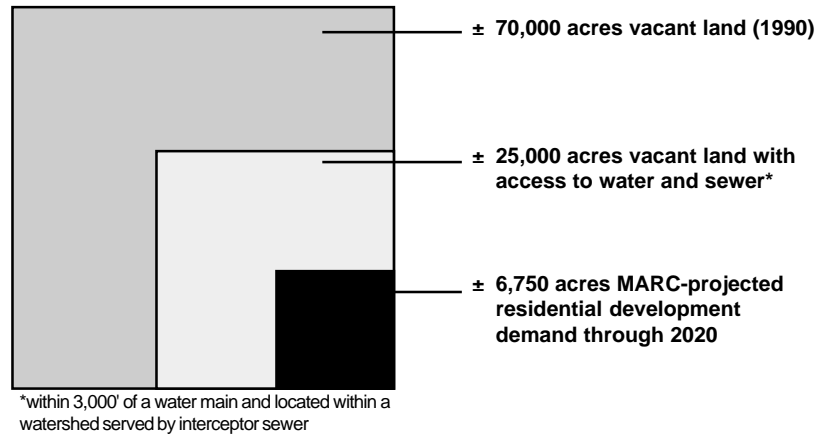 ± 70,000 acres vacant land (1990)
± 25,000 acres vacant land with
access to water and sewer*
± 6,750 acres MARC-projected
residential development
demand through 2020
*within 3,000' of a water main and located within a
watershed served by interceptor sewer